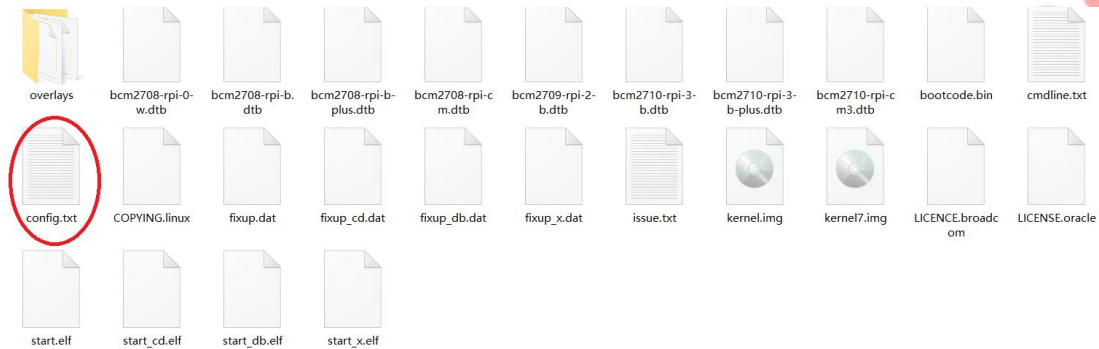 overlays
bcm2708-rpi-0-
w.dtb
bcm2708-rpi-b.
dtb
bcm2708-rpi-b-
plus.dtb
bcm2708-rpi-c
m.dtb
bcm2709-rpi-2-
b.dtb
bcm2710-rpi-3-
b.dtb
bcm2710-rpi-3-
b-plus.dtb
bcm2710-rpi-c
m3.dtb
bootcode.bin
cmdline.txt
config.txt
COPYING.linux
fixup.dat
fixup_cd.dat
fixup_db.dat
fixup_x.dat
issue.txt
kernel.img
kernel7.img
LICENCE.broadc
om
LICENSE.oracle
start.elf
start_cd.elf
start_db.elf
start_x.elf